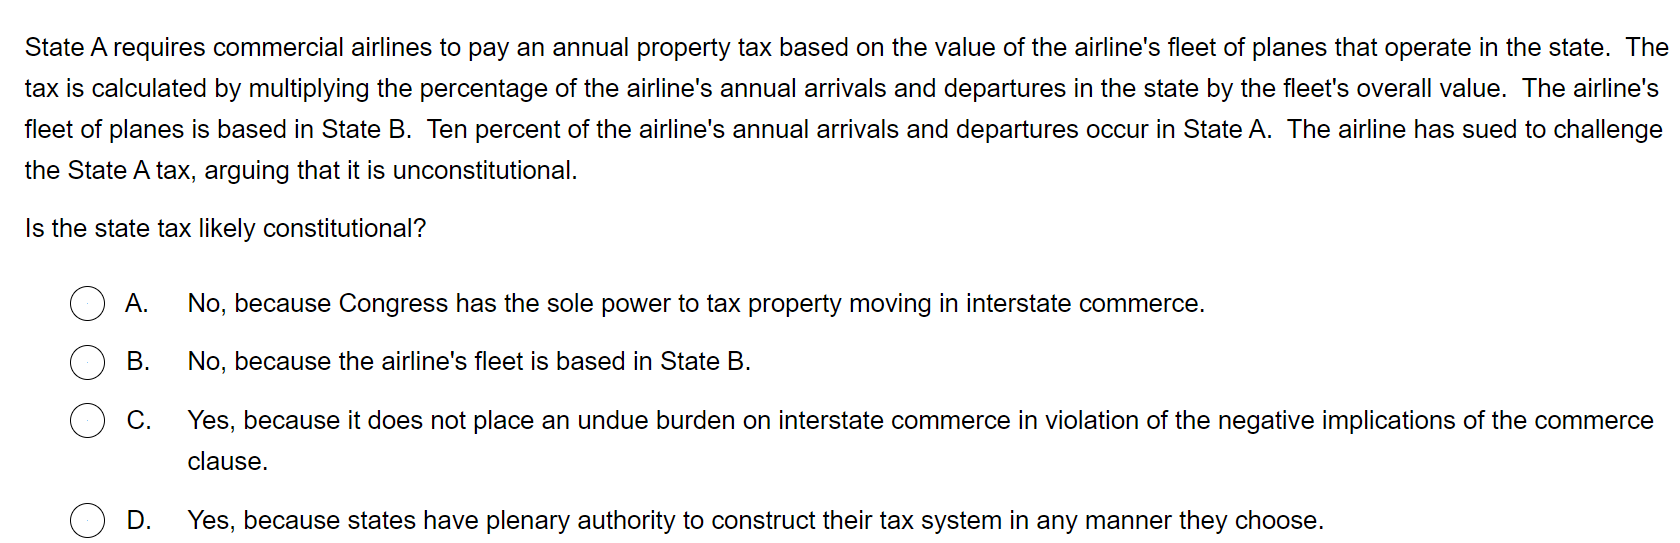 State A requires commercial airlines to pay an annual property tax based on the value of the airline's fleet of planes that operate in the state.  The
tax is calculated by multiplying the percentage of the airline's annual arrivals and departures in the state by the fleet's overall value.  The airline's
fleet of planes is based in State B.  Ten percent of the airline's annual arrivals and departures occur in State A.  The airline has sued to challenge
the State A tax, arguing that it is unconstitutional.
Is the state tax likely constitutional?
A. No, because Congress has the sole power to tax property moving in interstate commerce.
B. No, because the airline's fleet is based in State B.
C. Yes, because it does not place an undue burden on interstate commerce in violation of the negative implications of the commerce
clause.
D. Yes, because states have plenary authority to construct their tax system in any manner they choose.